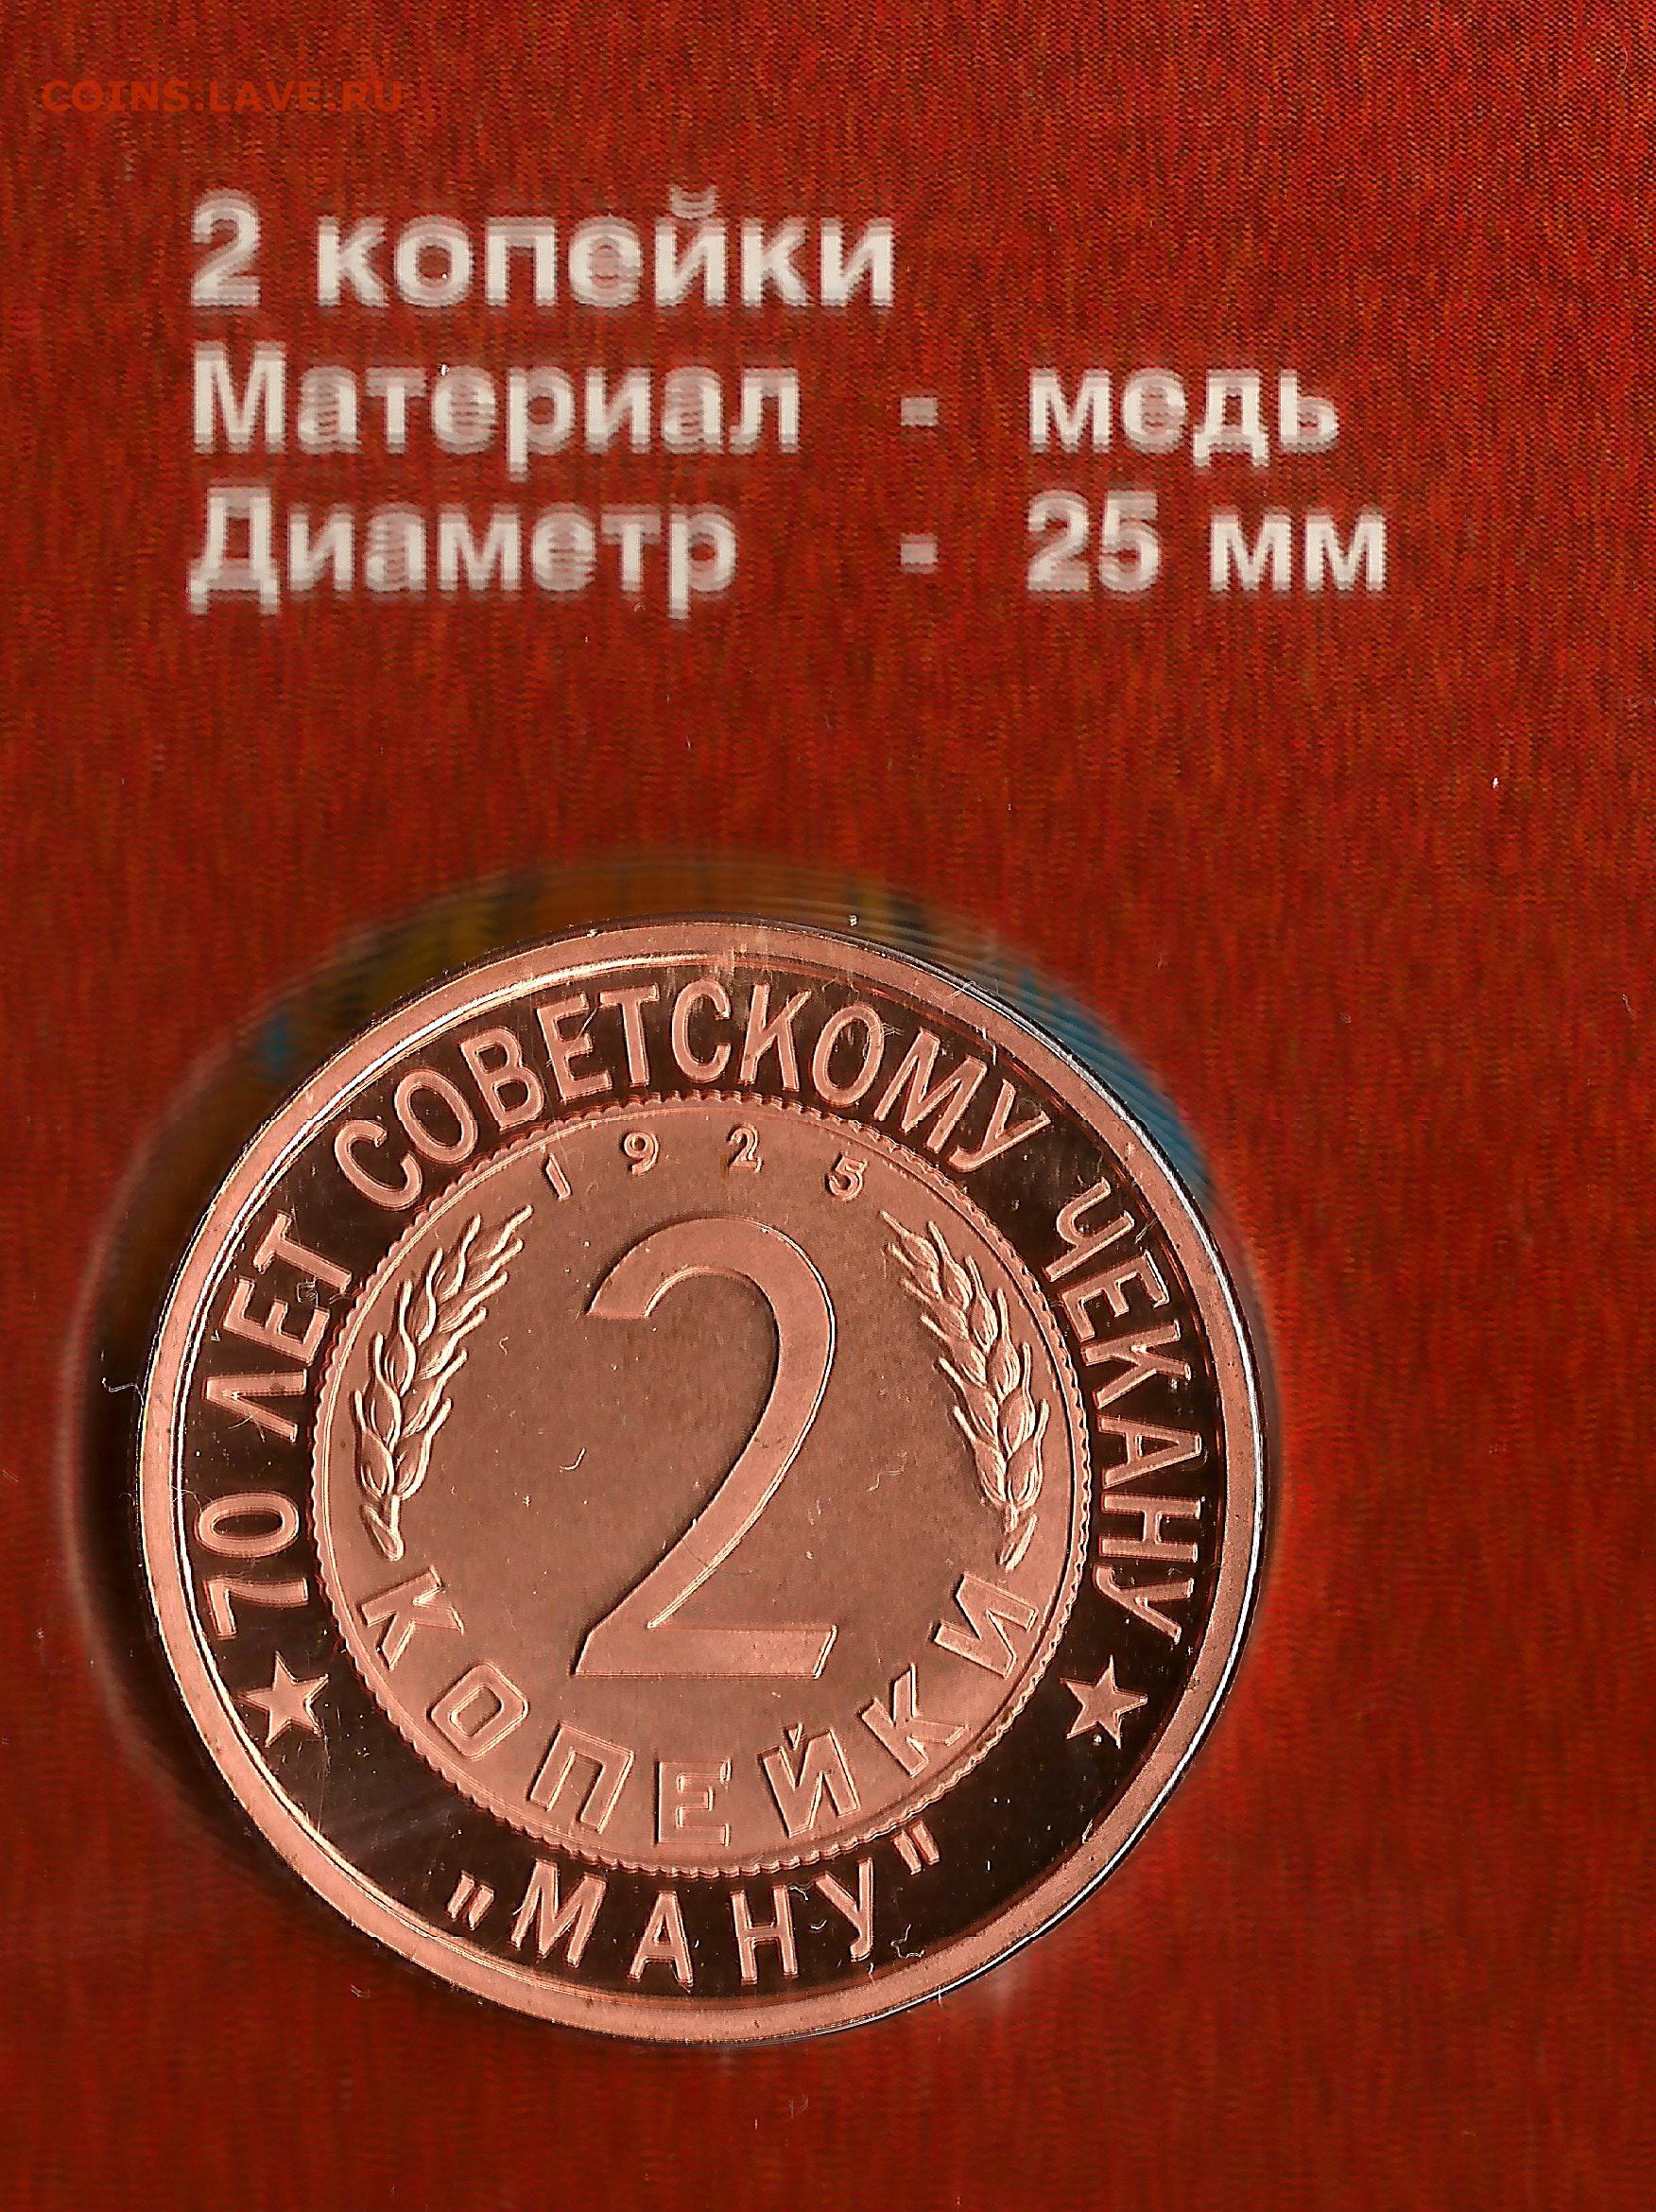 COINS.LAVE.RU
2 копейки
Материал - медь
Диаметр - 25 мм
70 ЛЕТ СОВЕТСКОМУ ЧЕКАНУ
1925
2
КОПЕЙКИ
„МАНУ"